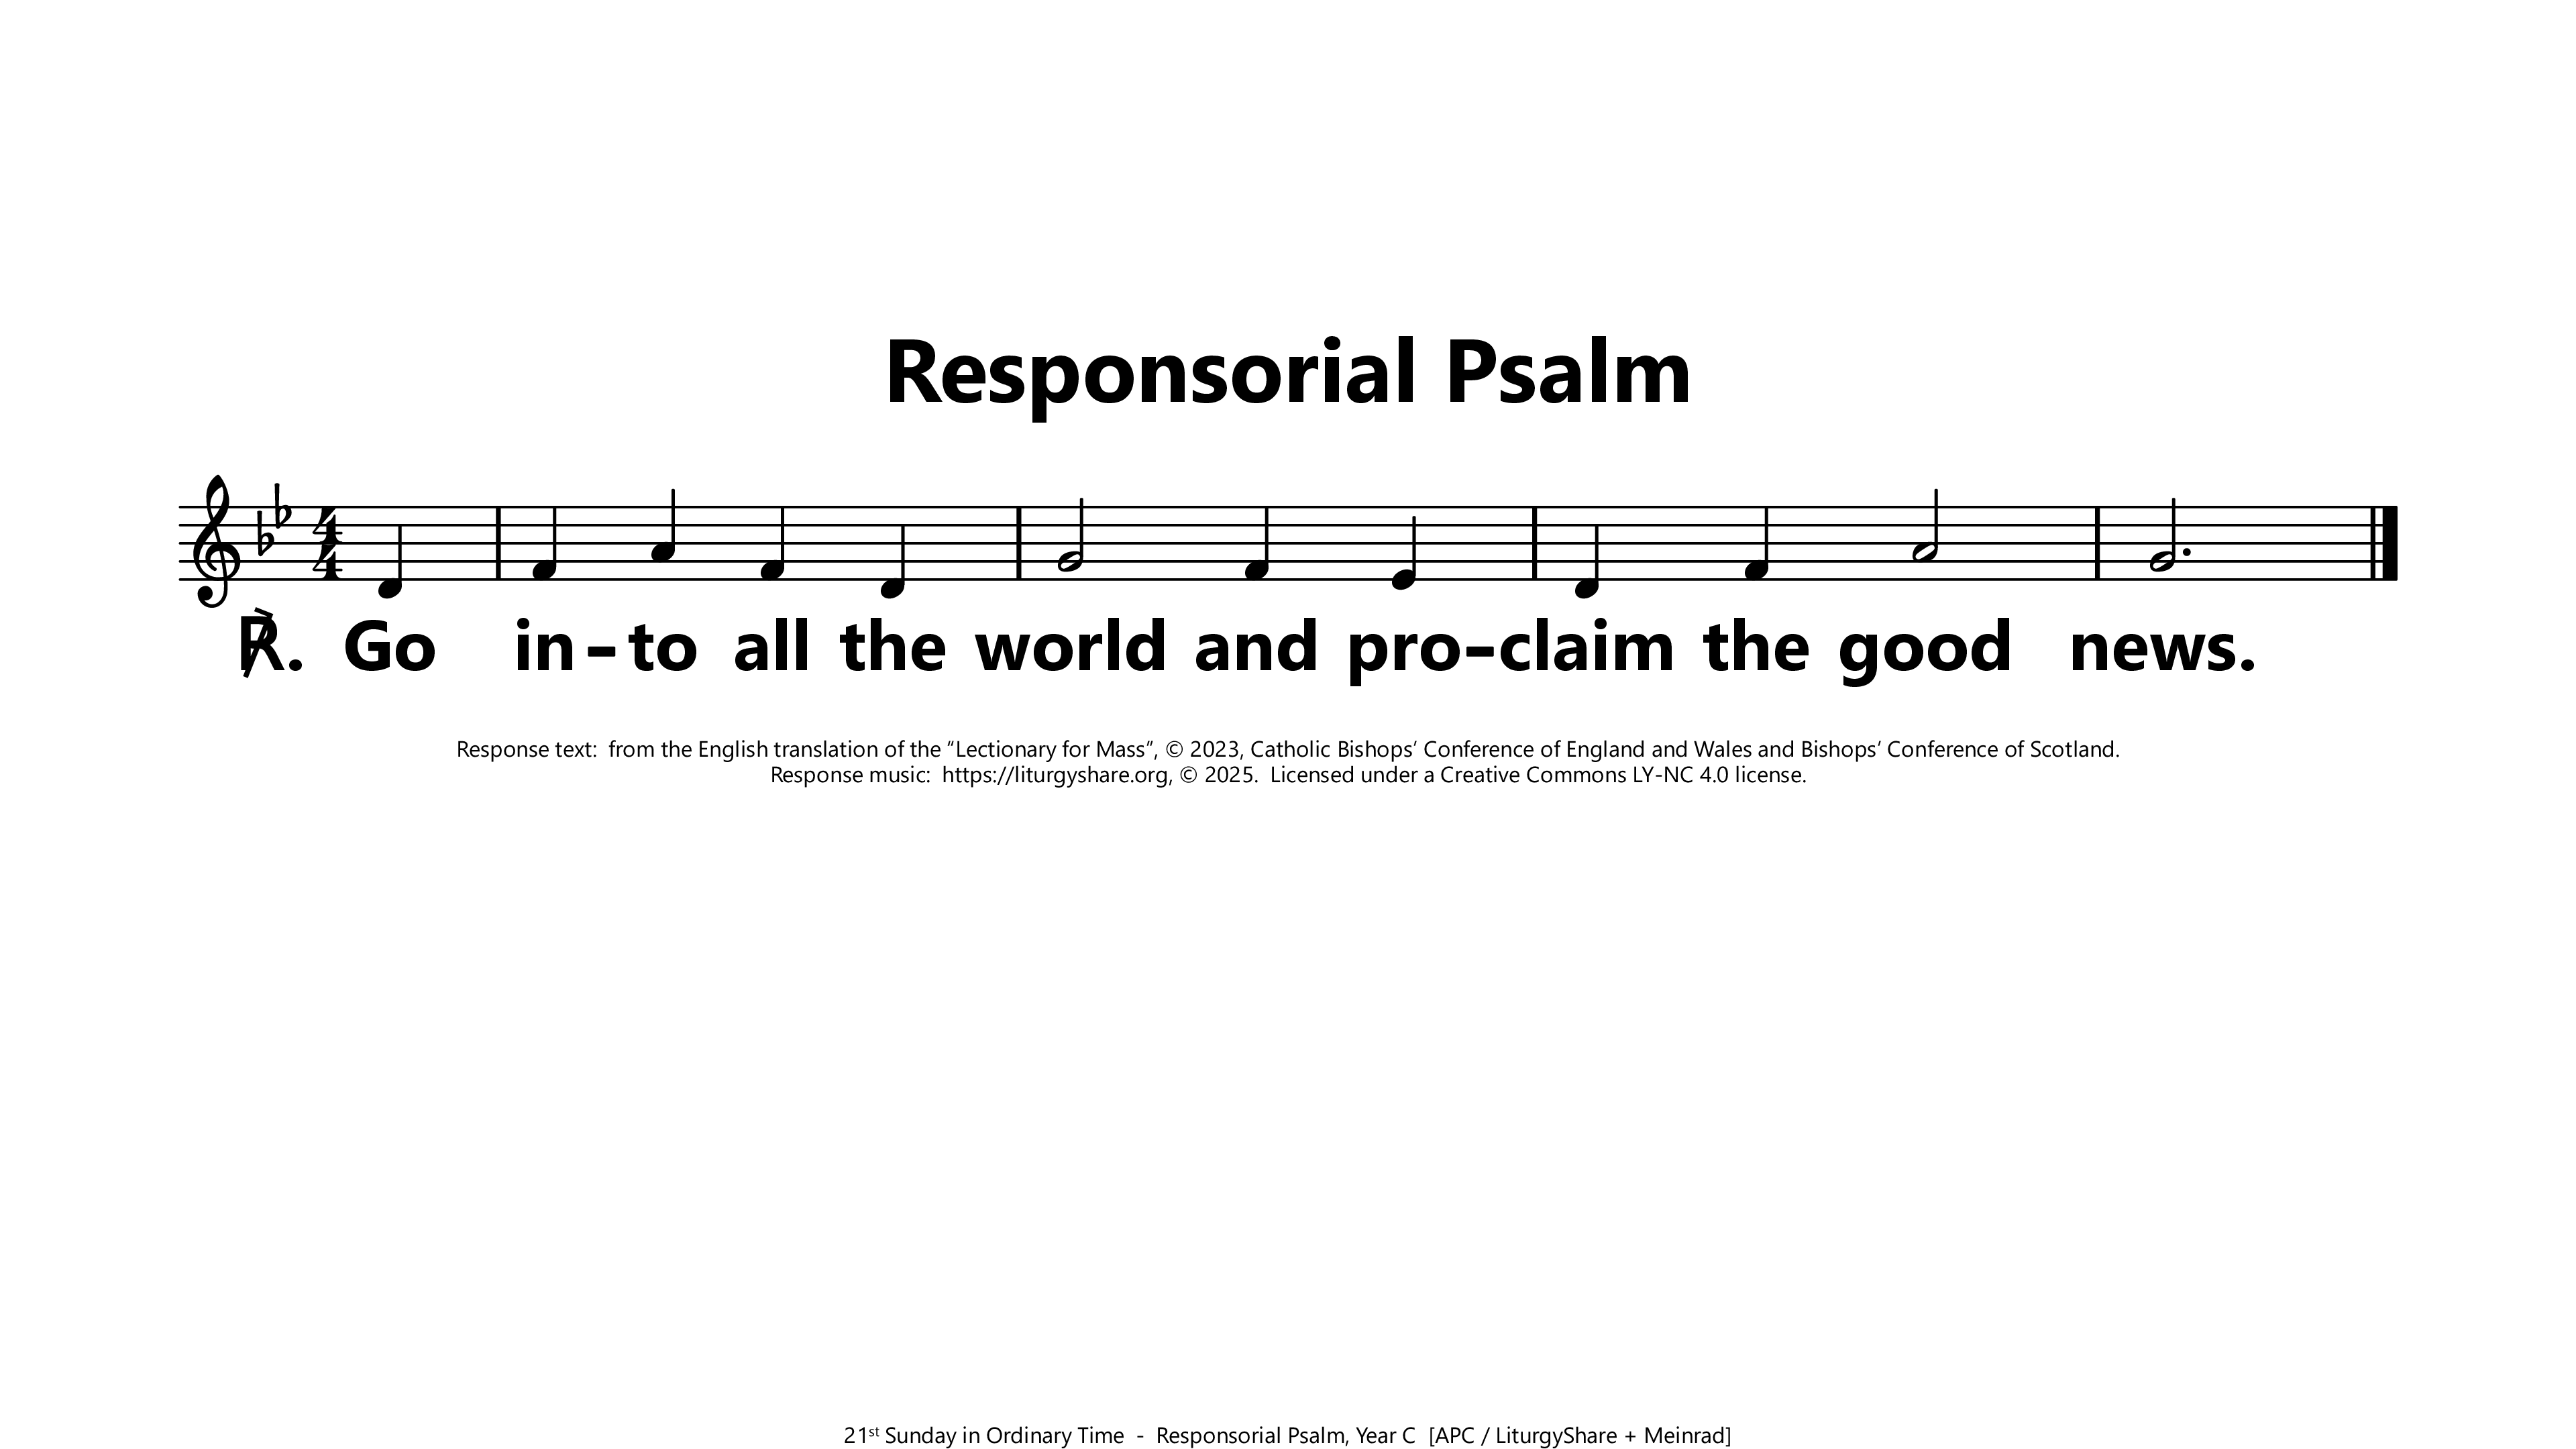 Responsorial Psalm
℟. Go in-to all the world and pro-claim the good news.
Response text:  from the English translation of the “Lectionary for Mass”, © 2023, Catholic Bishops’ Conference of England and Wales and Bishops’ Conference of Scotland.
Response music:  https://liturgyshare.org, © 2025.  Licensed under a Creative Commons LY-NC 4.0 license.
21st Sunday in Ordinary Time  -  Responsorial Psalm, Year C  [APC / LiturgyShare + Meinrad]